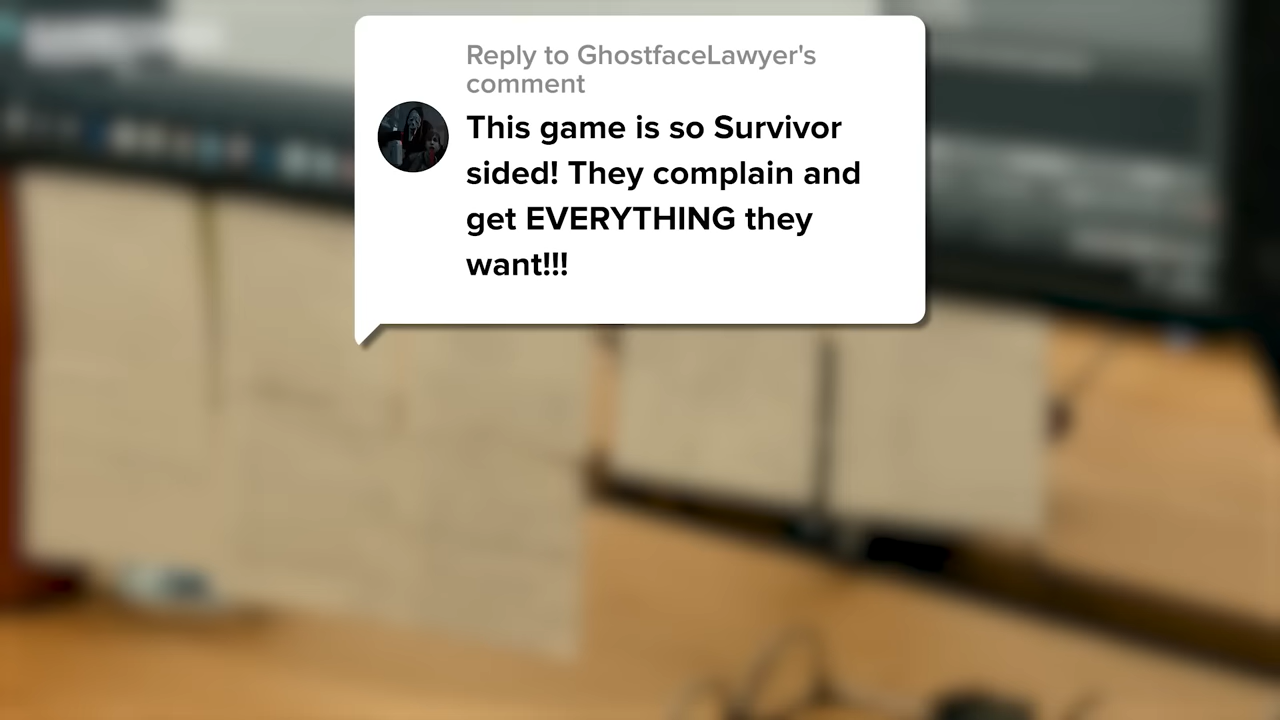 Reply to GhostfaceLawyer's
comment
This game is so Survivor
sided! They complain and
get EVERYTHING they
want!!!